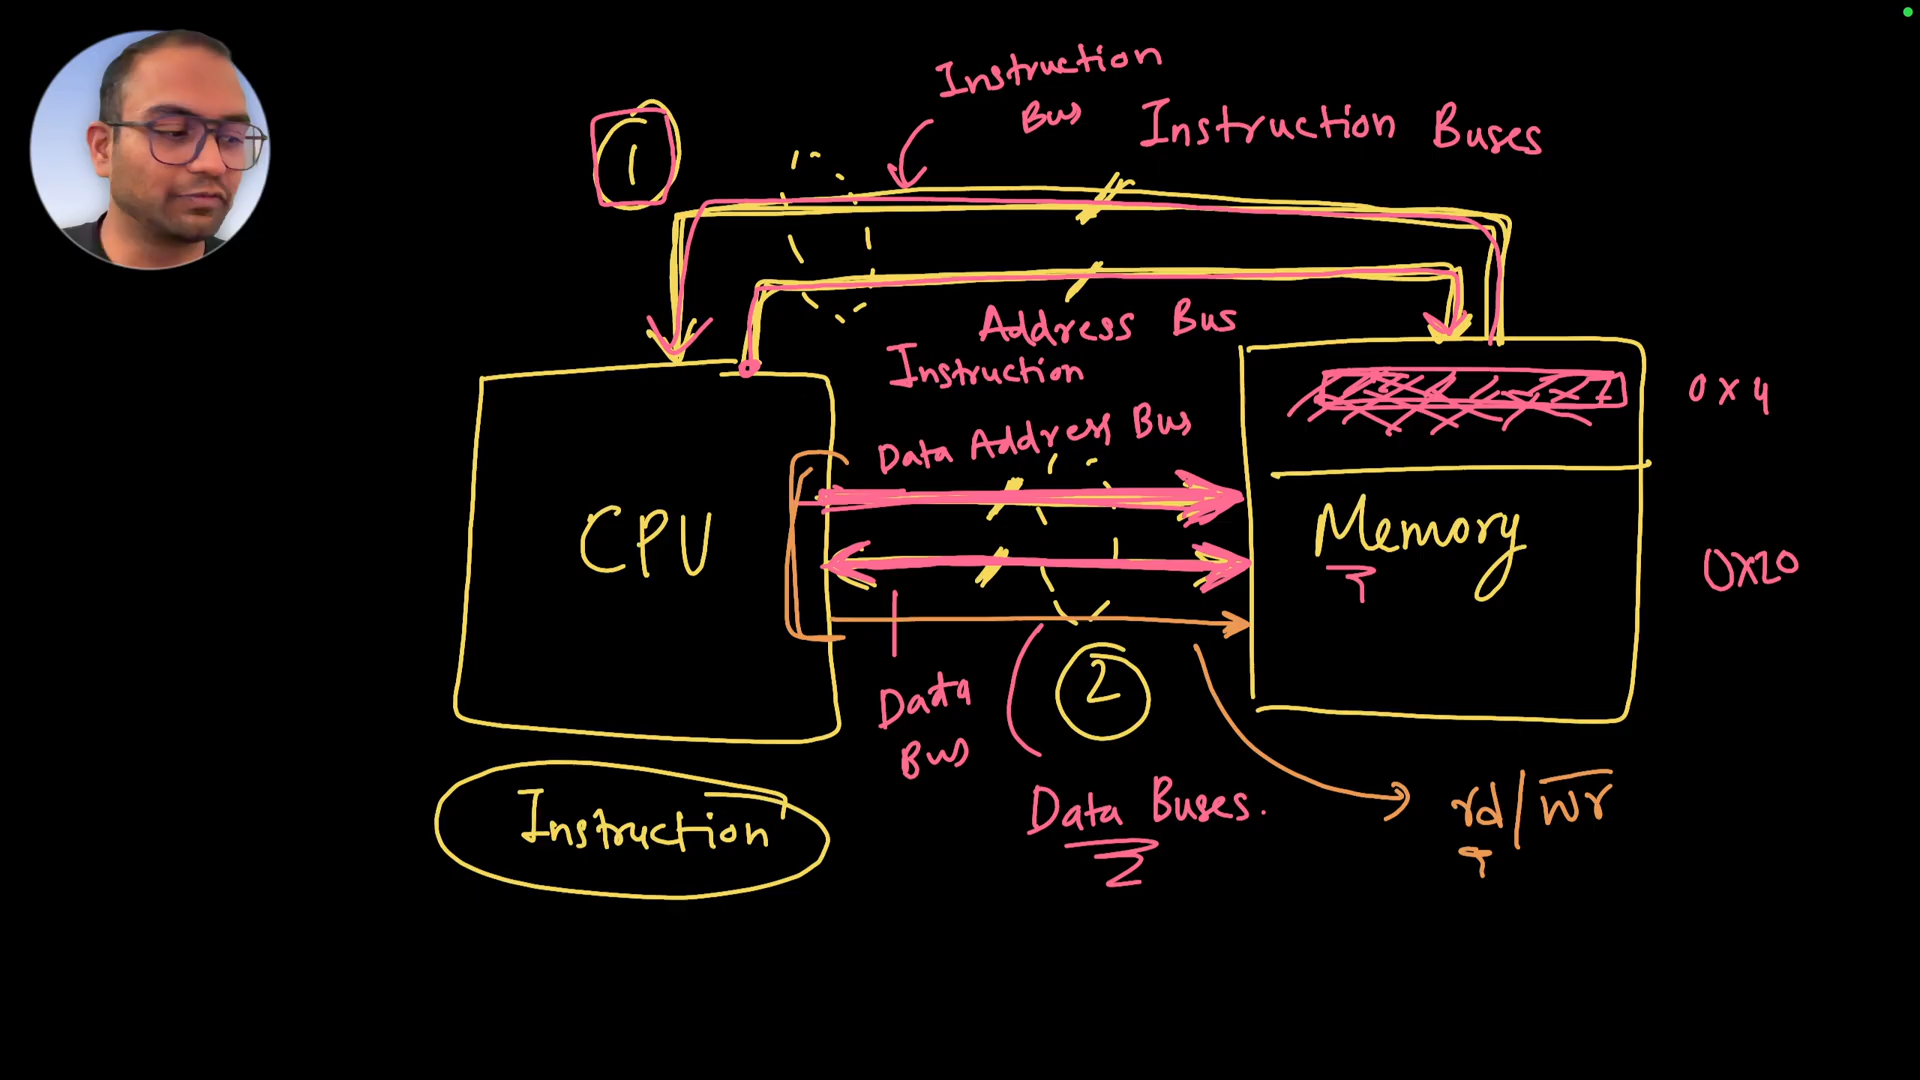 Instruction
Bus
Instruction Buses
1
Address Bus
Instruction
0x4
Data Address Bus
CPU
Memory
0x20
2
Data
Bus
Data Buses.
rd/wr
Instruction